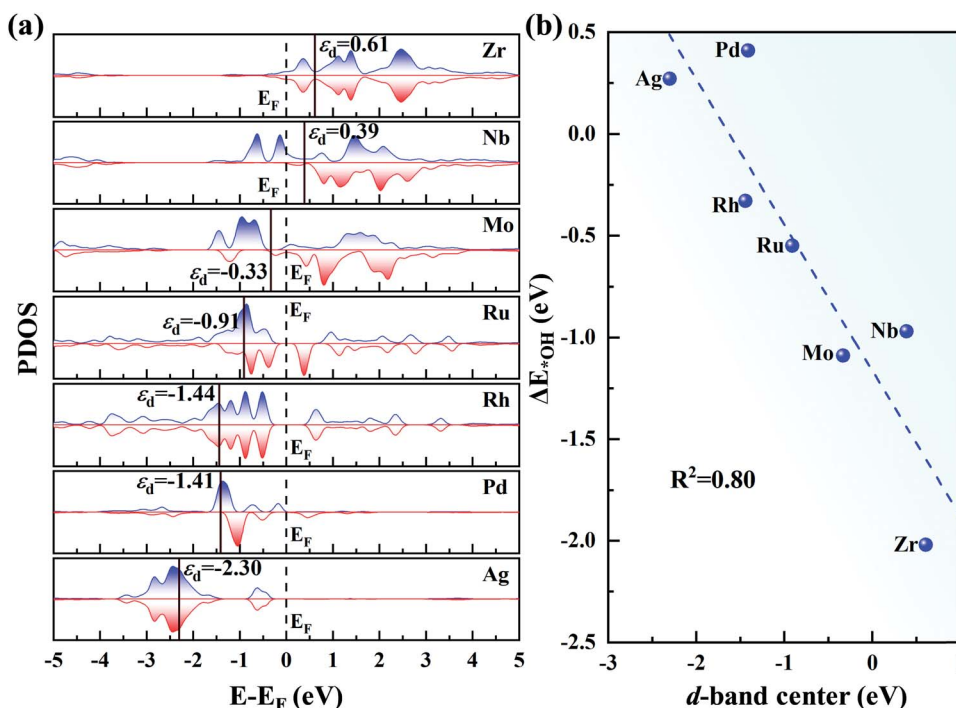 (a)
PDOS
εd=0.61
Zr
EF
εd=0.39
Nb
EF
Mo
εd=-0.33
EF
EF
Ru
εd=-0.91
εd=-1.44
Rh
EF
εd=-1.41
Pd
EF
εd=-2.30
Ag
EF
-5 -4 -3 -2 -1 0 1 2 3 4 5
E-EF (eV)
(b)
ΔE*OH (eV)
0.5
0.0
-0.5
-1.0
-1.5
-2.0
-2.5
Pd
Ag
Rh
Ru
Nb
Mo
R²=0.80
Zr
-3 -2 -1 0
d-band center (eV)